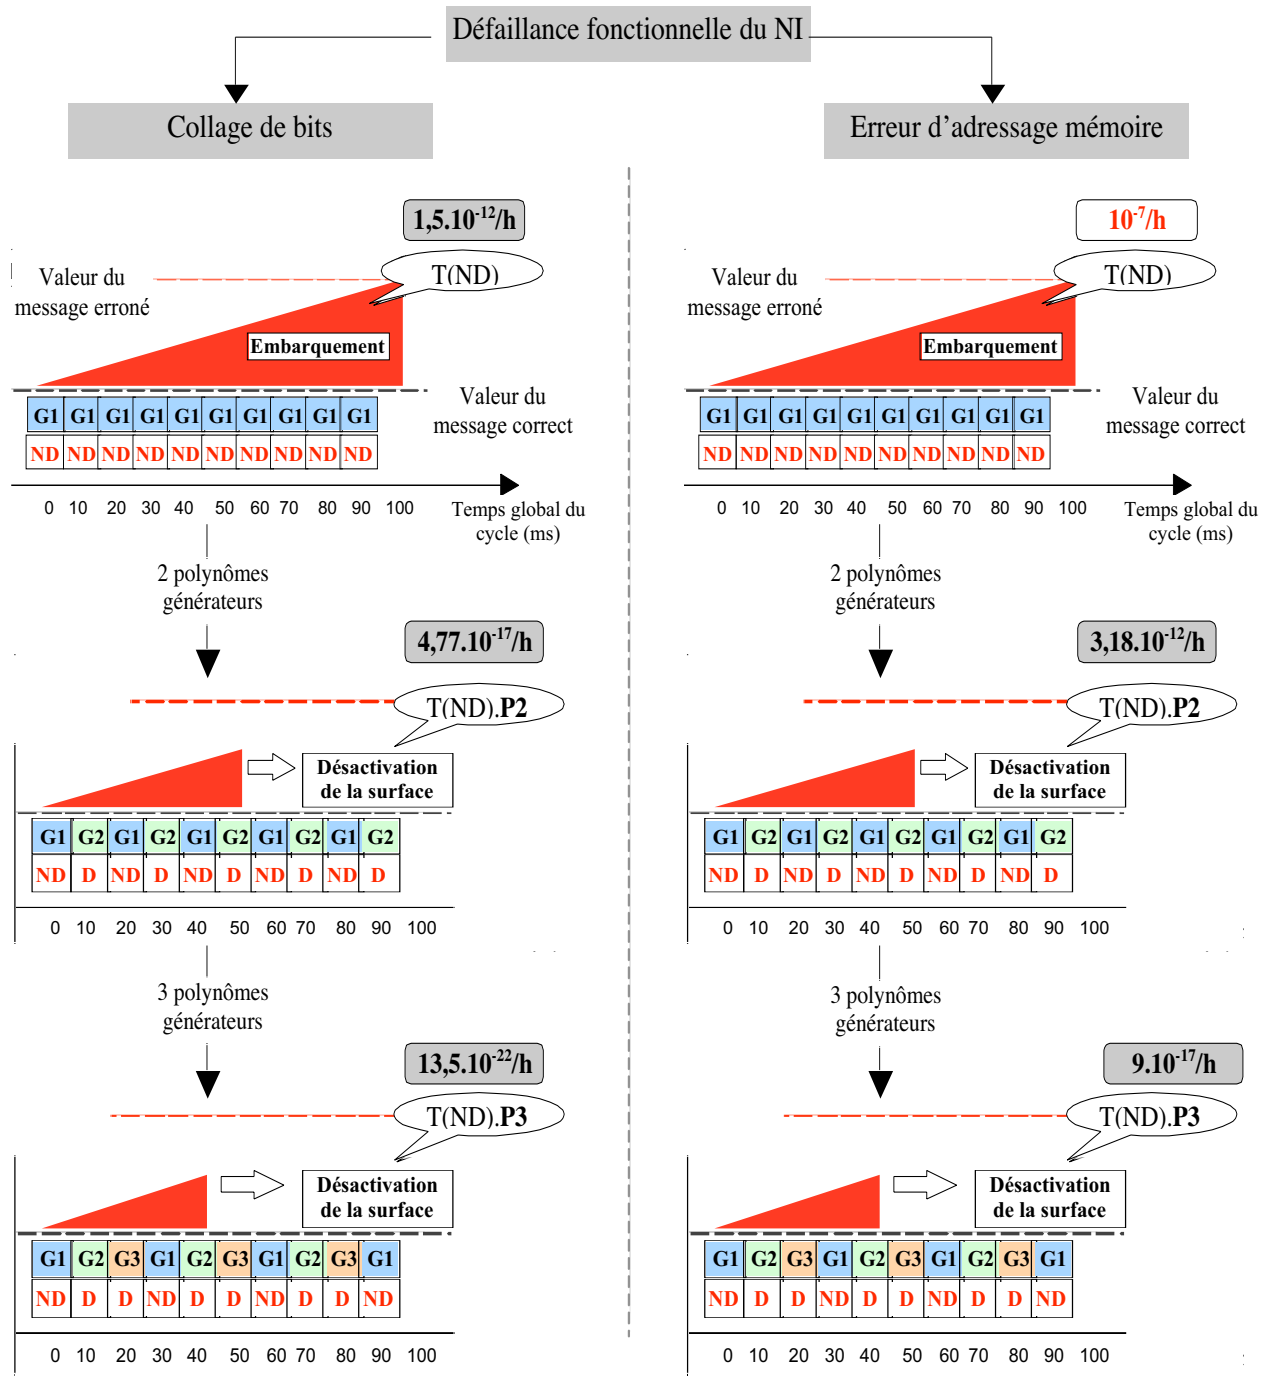 Défaillance fonctionnelle du NI
Collage de bits
Erreur d'adressage mémoire
1,5.10-12/h
T(ND)
Valeur du
message erroné
Embarquement
Valeur du
message correct
G1 G1 G1 G1 G1 G1 G1 G1 G1 G1
ND ND ND ND ND ND ND ND ND ND
0 10 20 30 40 50 60 70 80 90 100
Temps global du
cycle (ms)
2 polynômes
générateurs
4,77.10-17/h
T(ND).P2
Désactivation
de la surface
G1 G2 G1 G2 G1 G2 G1 G2 G1 G2
ND D ND D ND D ND D ND D
0 10 20 30 40 50 60 70 80 90 100
3 polynômes
générateurs
13,5.10-22/h
T(ND).P3
Désactivation
de la surface
G1 G2 G3 G1 G2 G3 G1 G2 G3 G1
ND D D ND D D ND D D ND
0 10 20 30 40 50 60 70 80 90 100
10-7/h
T(ND)
Valeur du
message erroné
Embarquement
Valeur du
message correct
G1 G1 G1 G1 G1 G1 G1 G1 G1 G1
ND ND ND ND ND ND ND ND ND ND
0 10 20 30 40 50 60 70 80 90 100
Temps global du
cycle (ms)
2 polynômes
générateurs
3,18.10-12/h
T(ND).P2
Désactivation
de la surface
G1 G2 G1 G2 G1 G2 G1 G2 G1 G2
ND D ND D ND D ND D ND D
0 10 20 30 40 50 60 70 80 90 100
3 polynômes
générateurs
9.10-17/h
T(ND).P3
Désactivation
de la surface
G1 G2 G3 G1 G2 G3 G1 G2 G3 G1
ND D D ND D D ND D D ND
0 10 20 30 40 50 60 70 80 90 100